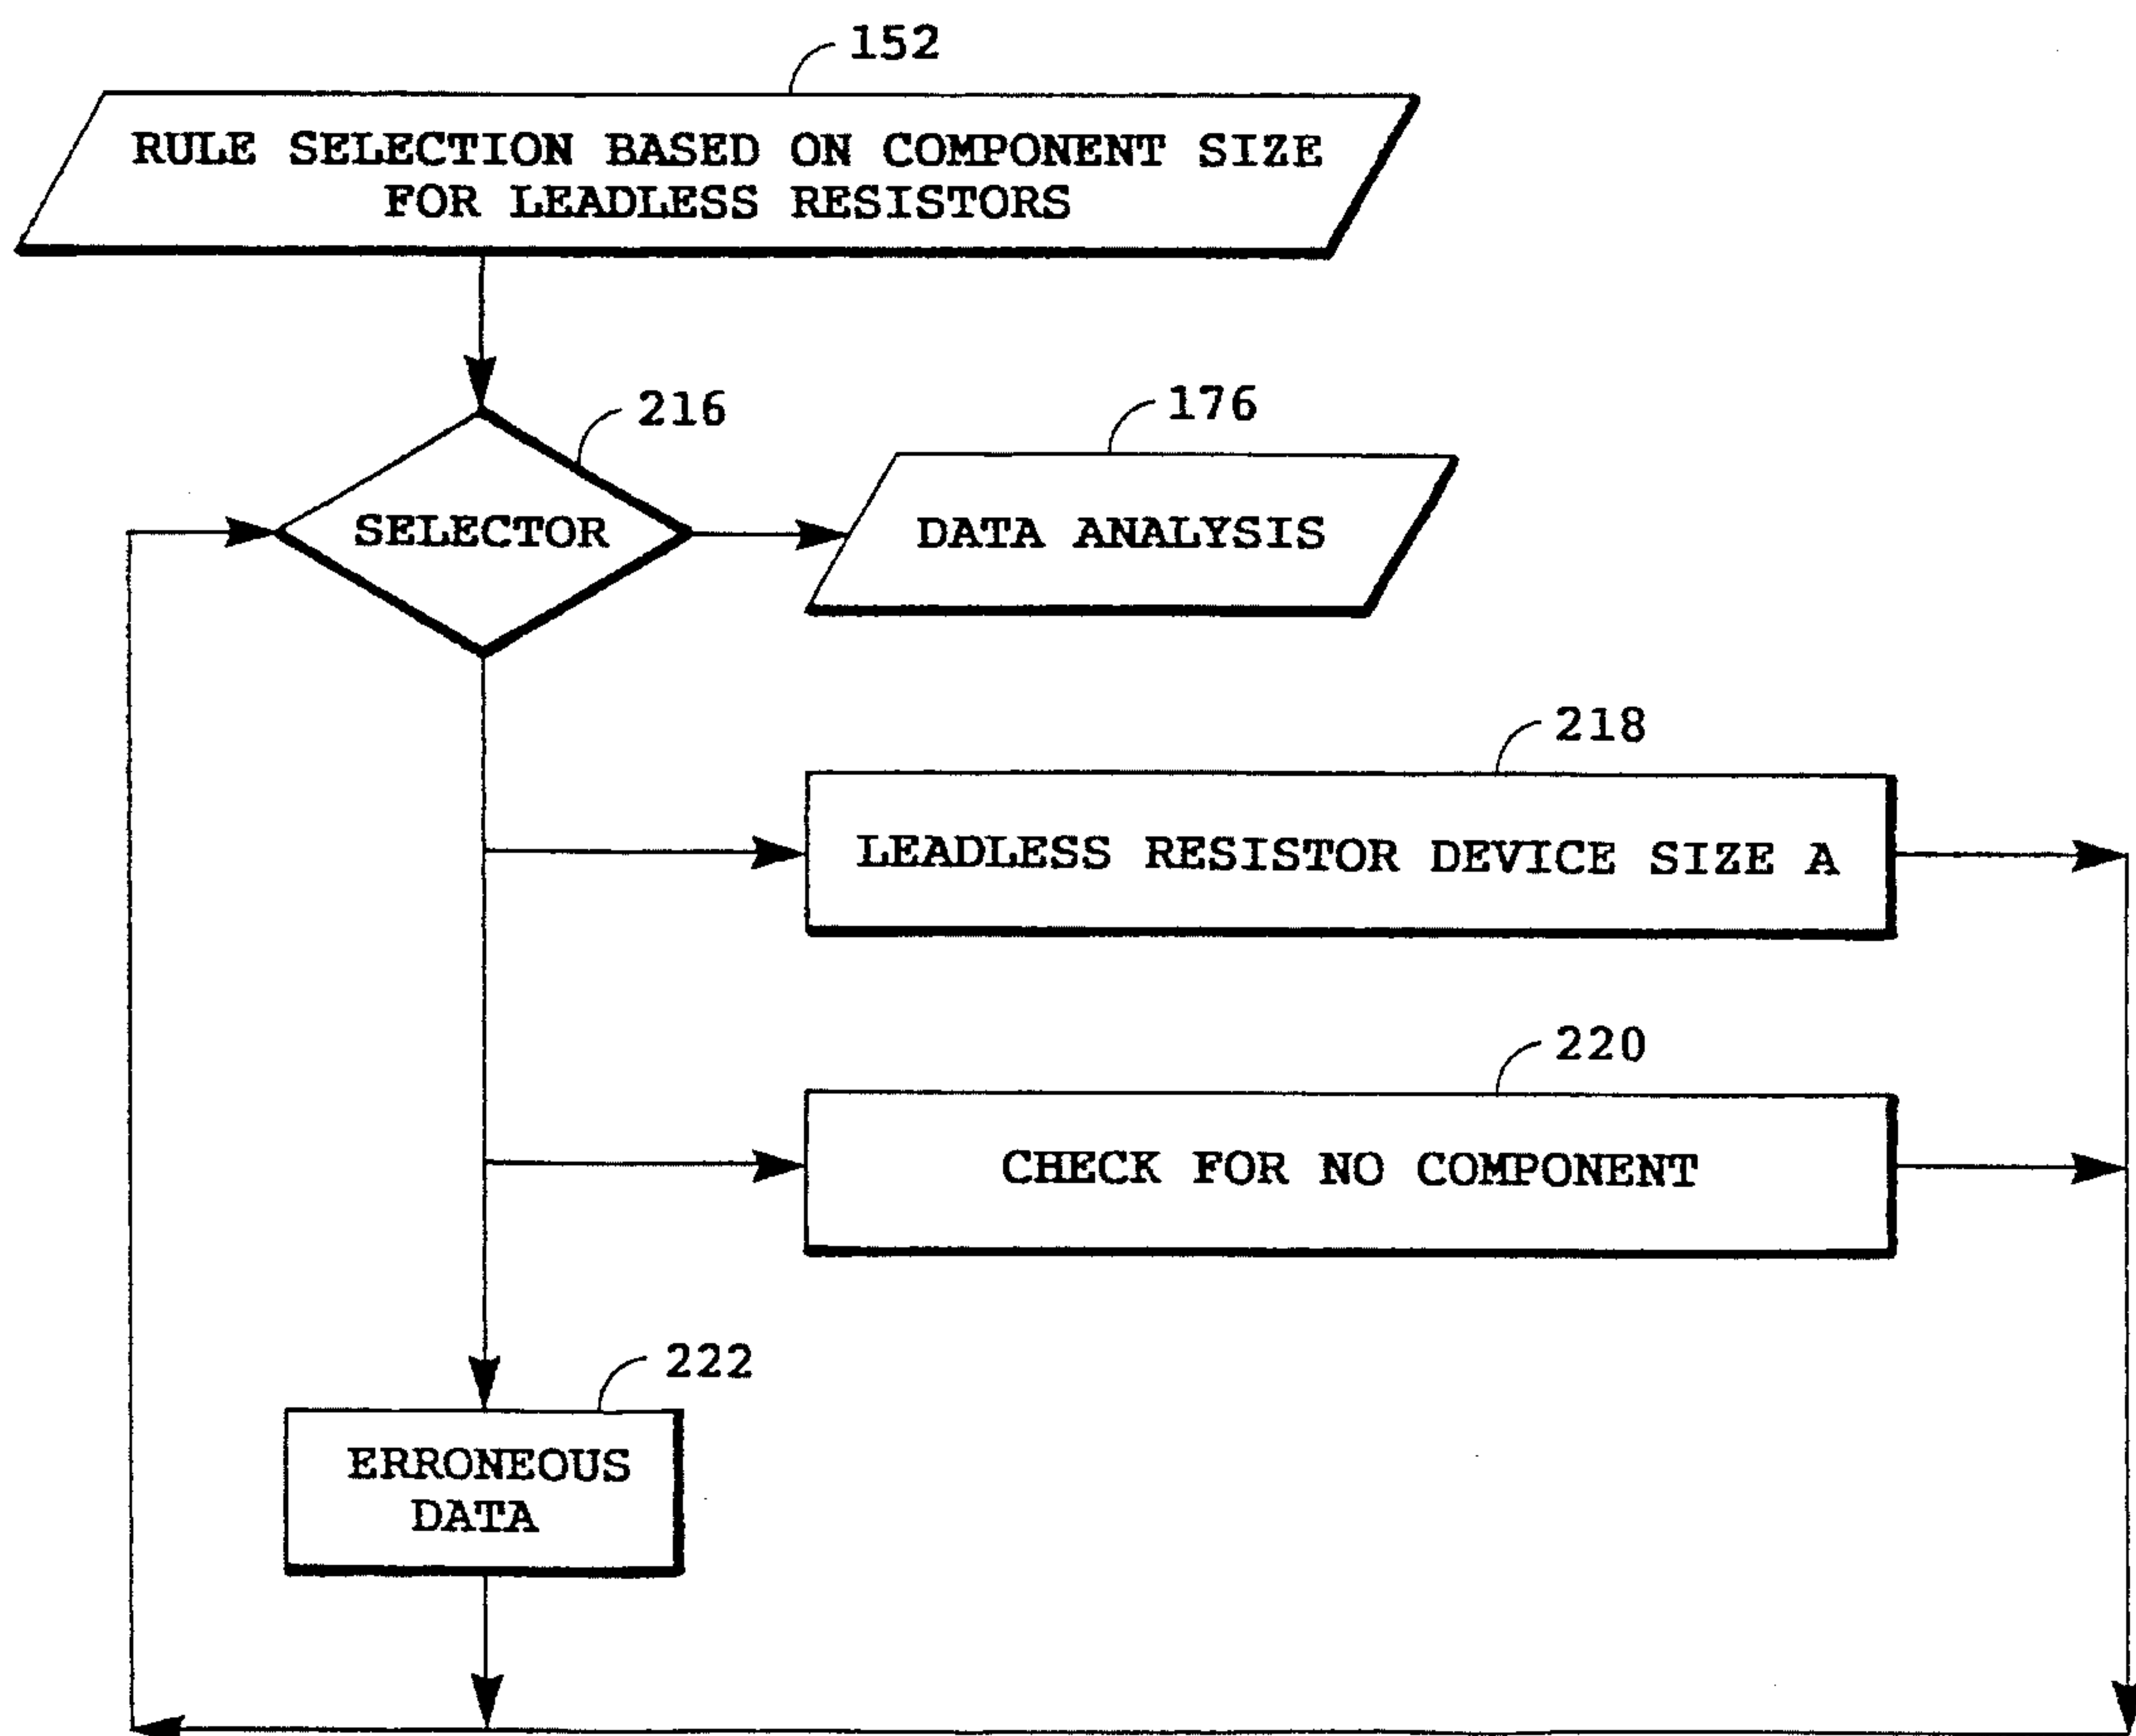 152
RULE SELECTION BASED ON COMPONENT SIZE
FOR LEADLESS RESISTORS
216
176
SELECTOR
DATA ANALYSIS
218
LEADLESS RESISTOR DEVICE SIZE A
220
CHECK FOR NO COMPONENT
222
ERRONEOUS
DATA